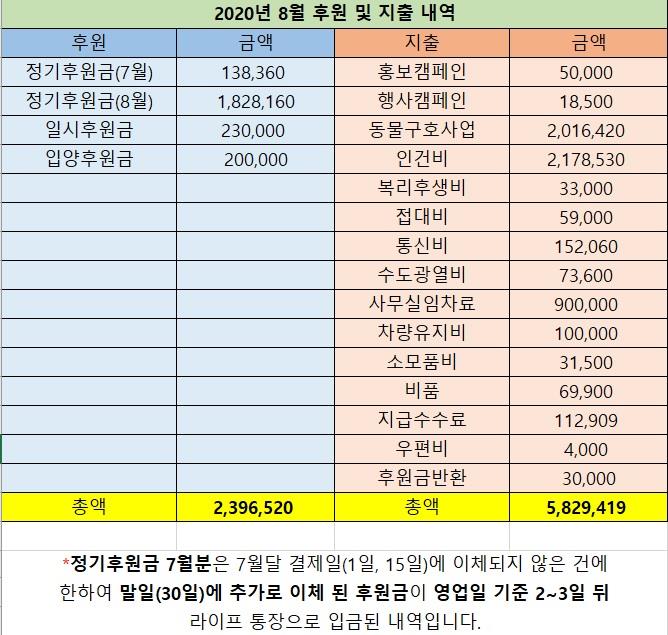 2020년 8월 후원 및 지출 내역
후원 금액 지출 금액
정기후원금(7월) 138,360 홍보캠페인 50,000
정기후원금(8월) 1,828,160 행사캠페인 18,500
일시후원금 230,000 동물구호사업 2,016,420
입양후원금 200,000 인건비 2,178,530
복리후생비 33,000
접대비 59,000
통신비 152,060
수도광열비 73,600
사무실임차료 900,000
차량유지비 100,000
소모품비 31,500
비품 69,900
지급수수료 112,909
우편비 4,000
후원금반환 30,000
총액 2,396,520 총액 5,829,419
*정기후원금 7월분은 7월달 결제일(1일, 15일)에 이체되지 않은 건에
한하여 말일(30일)에 추가로 이체 된 후원금이 영업일 기준 2~3일 뒤
라이프 통장으로 입금된 내역입니다.